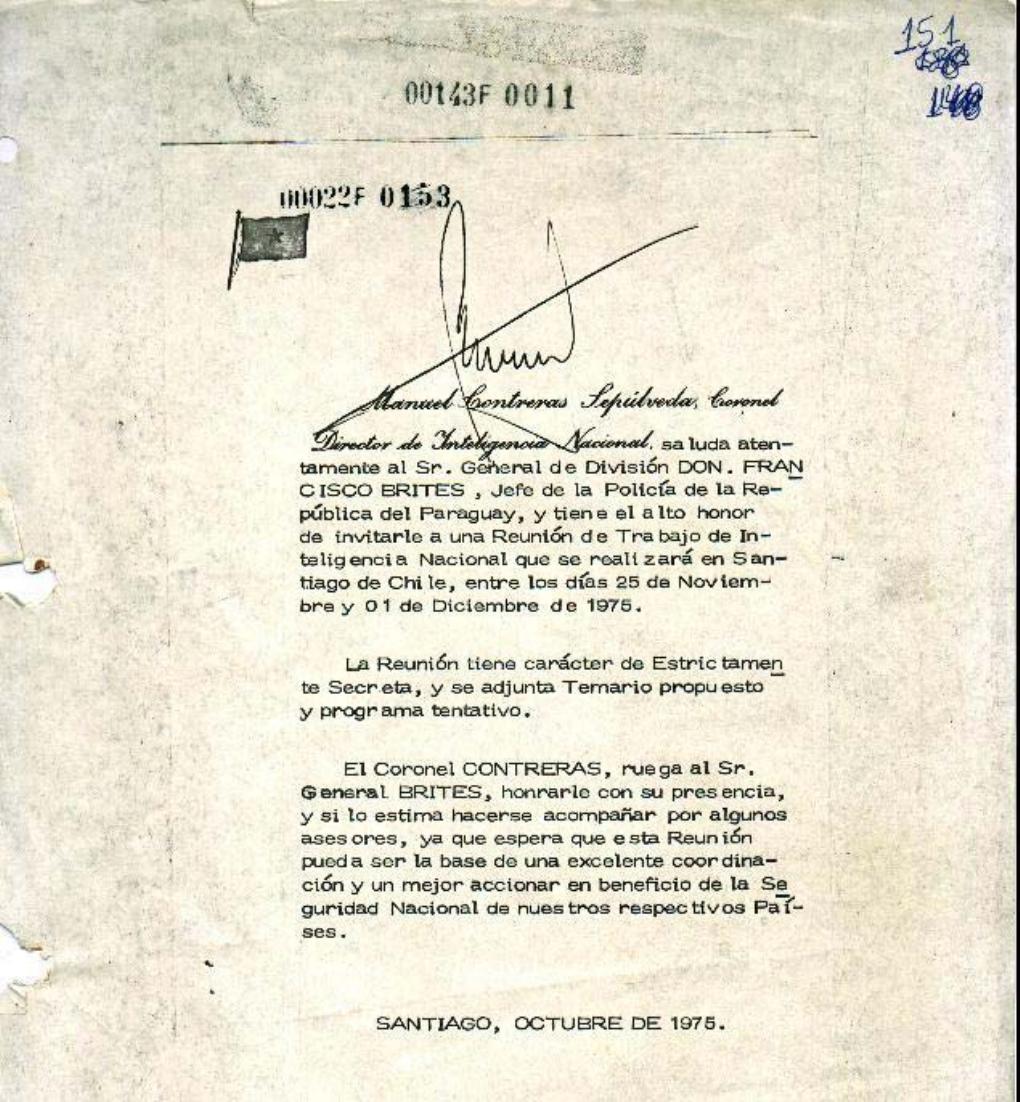 151
00143F 0011
00022F 0153
Manuel Contreras Sepúlveda, Coronel
Director de Inteligencia Nacional, saluda aten-
tamente al Sr. General de División DON. FRAN
CISCO BRITES , Jefe de la Policía de la Re-
pública del Paraguay, y tiene el alto honor
de invitarle a una Reunión de Trabajo de In-
teligencia Nacional que se realizará en San-
tiago de Chile, entre los días 25 de Noviem-
bre y 01 de Diciembre de 1975.
La Reunión tiene carácter de Estrictamen
te Secreta, y se adjunta Temario propuesto
y programa tentativo.
El Coronel CONTRERAS, ruega al Sr.
General BRITES, honrarle con su presencia,
y si lo estima hacerse acompañar por algunos
asesores, ya que espera que esta Reunión
pueda ser la base de una excelente coordina-
ción y un mejor accionar en beneficio de la Se
guridad Nacional de nuestros respectivos Paí-
ses.
SANTIAGO, OCTUBRE DE 1975.